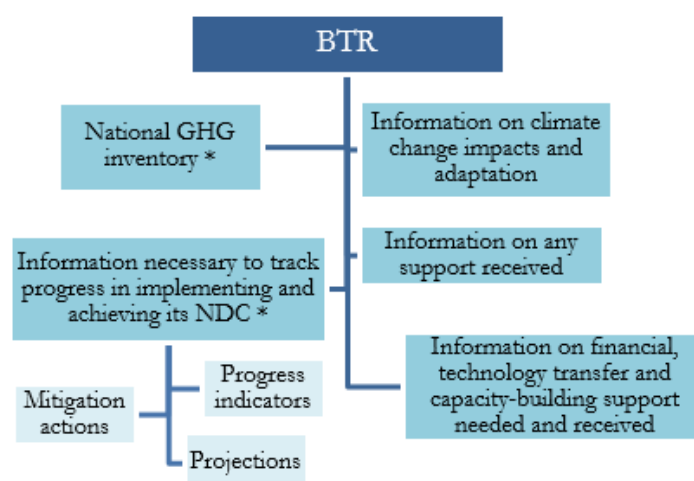 BTR
National GHG
inventory *
Information on climate
change impacts and
adaptation
Information necessary to track
progress in implementing and
achieving its NDC *
Information on any
support received
Information on financial,
technology transfer and
capacity-building support
needed and received
Mitigation
actions
Progress
indicators
Projections